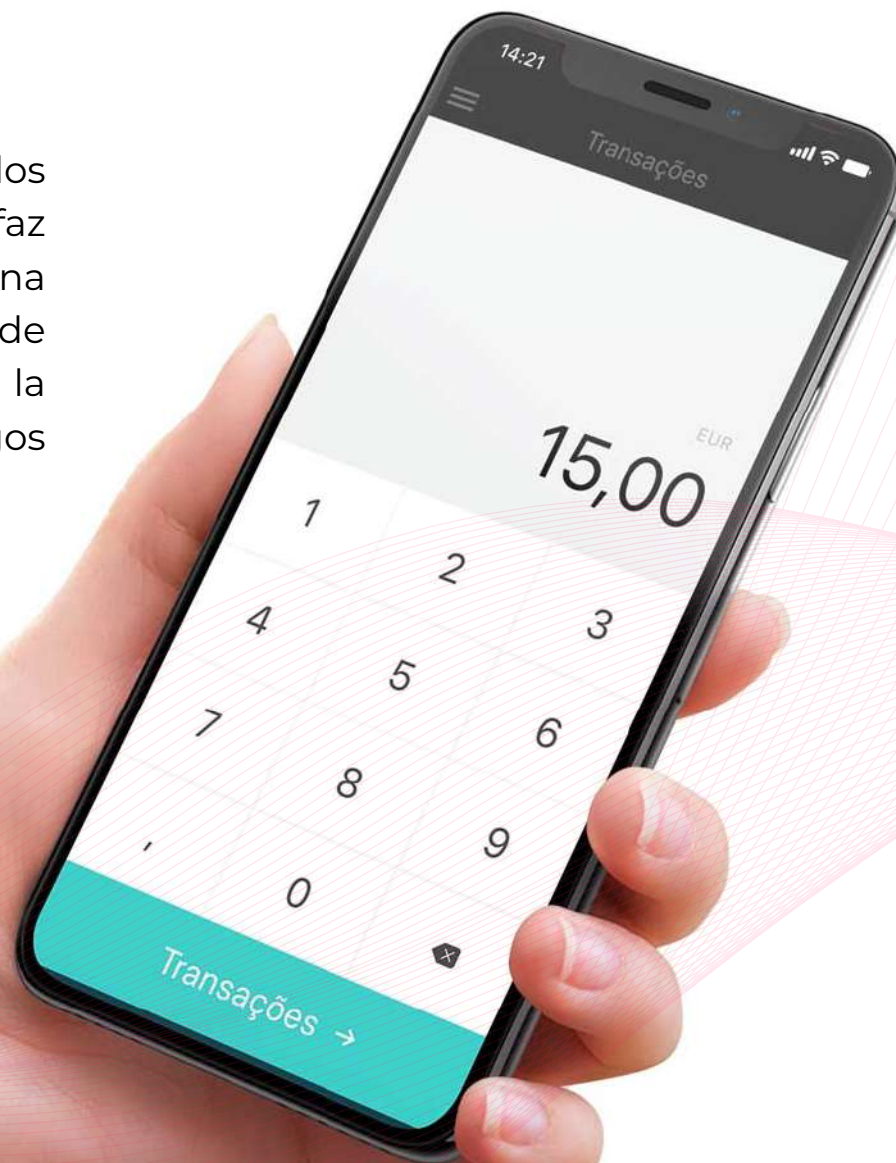 los
faz
na
de
la
gos
14:21
Transações
EUR
15,00
1 2 3
4 5 6
7 8 9
, 0
Transações →